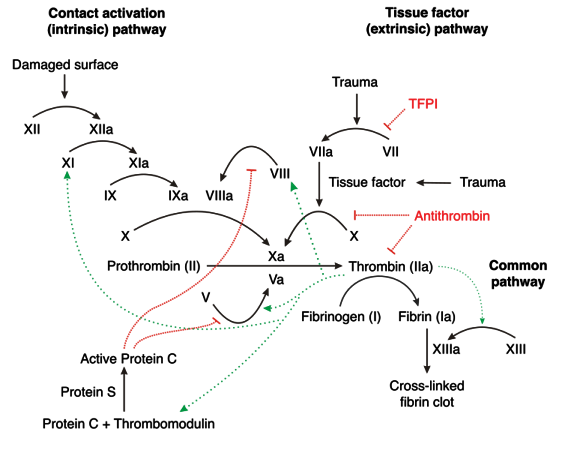 Contact activation
(intrinsic) pathway
Tissue factor
(extrinsic) pathway
Damaged surface
Trauma
TFPI
XII
XIIa
XI
XIa
VIII
VIIa
VII
IX
IXa
VIIIa
Tissue factor
Trauma
X
X
Antithrombin
Xa
Prothrombin (II)
Thrombin (IIa)
Common
pathway
Va
V
Fibrinogen (I)
Fibrin (Ia)
XIIIa
XIII
Active Protein C
Cross-linked
fibrin clot
Protein S
Protein C + Thrombomodulin